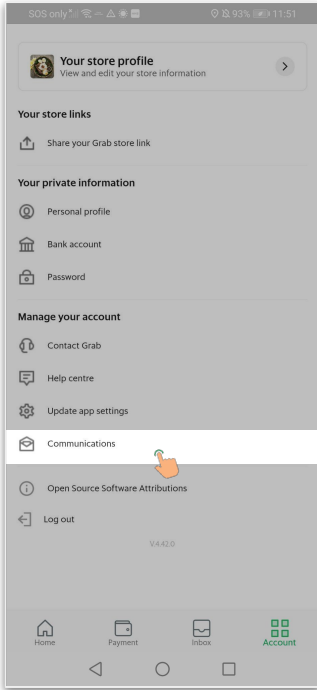 SOS only
93%
11:51
Your store profile
View and edit your store information
Your store links
Share your Grab store link
Your private information
Personal profile
Bank account
Password
Manage your account
Contact Grab
Help centre
Update app settings
Communications
Open Source Software Attributions
Log out
V.4.42.0
Home
Payment
Inbox
Account